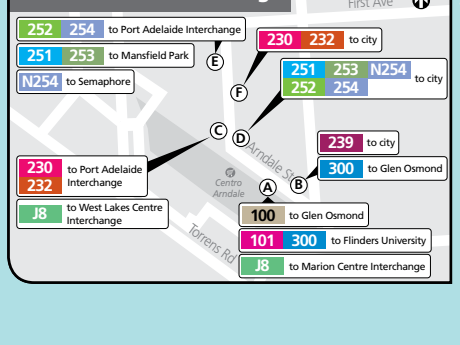 First Ave
252 254 to Port Adelaide Interchange
251 253 to Mansfield Park
N254 to Semaphore
E
230 232 to city
F
251 253 N254
252 254
to city
C
D
239 to city
300 to Glen Osmond
Arndale St
230 to Port Adelaide
232 Interchange
J8 to West Lakes Centre
Interchange
Centro
Arndale
A
B
100 to Glen Osmond
101 300 to Flinders University
J8 to Marion Centre Interchange
Torrens Rd